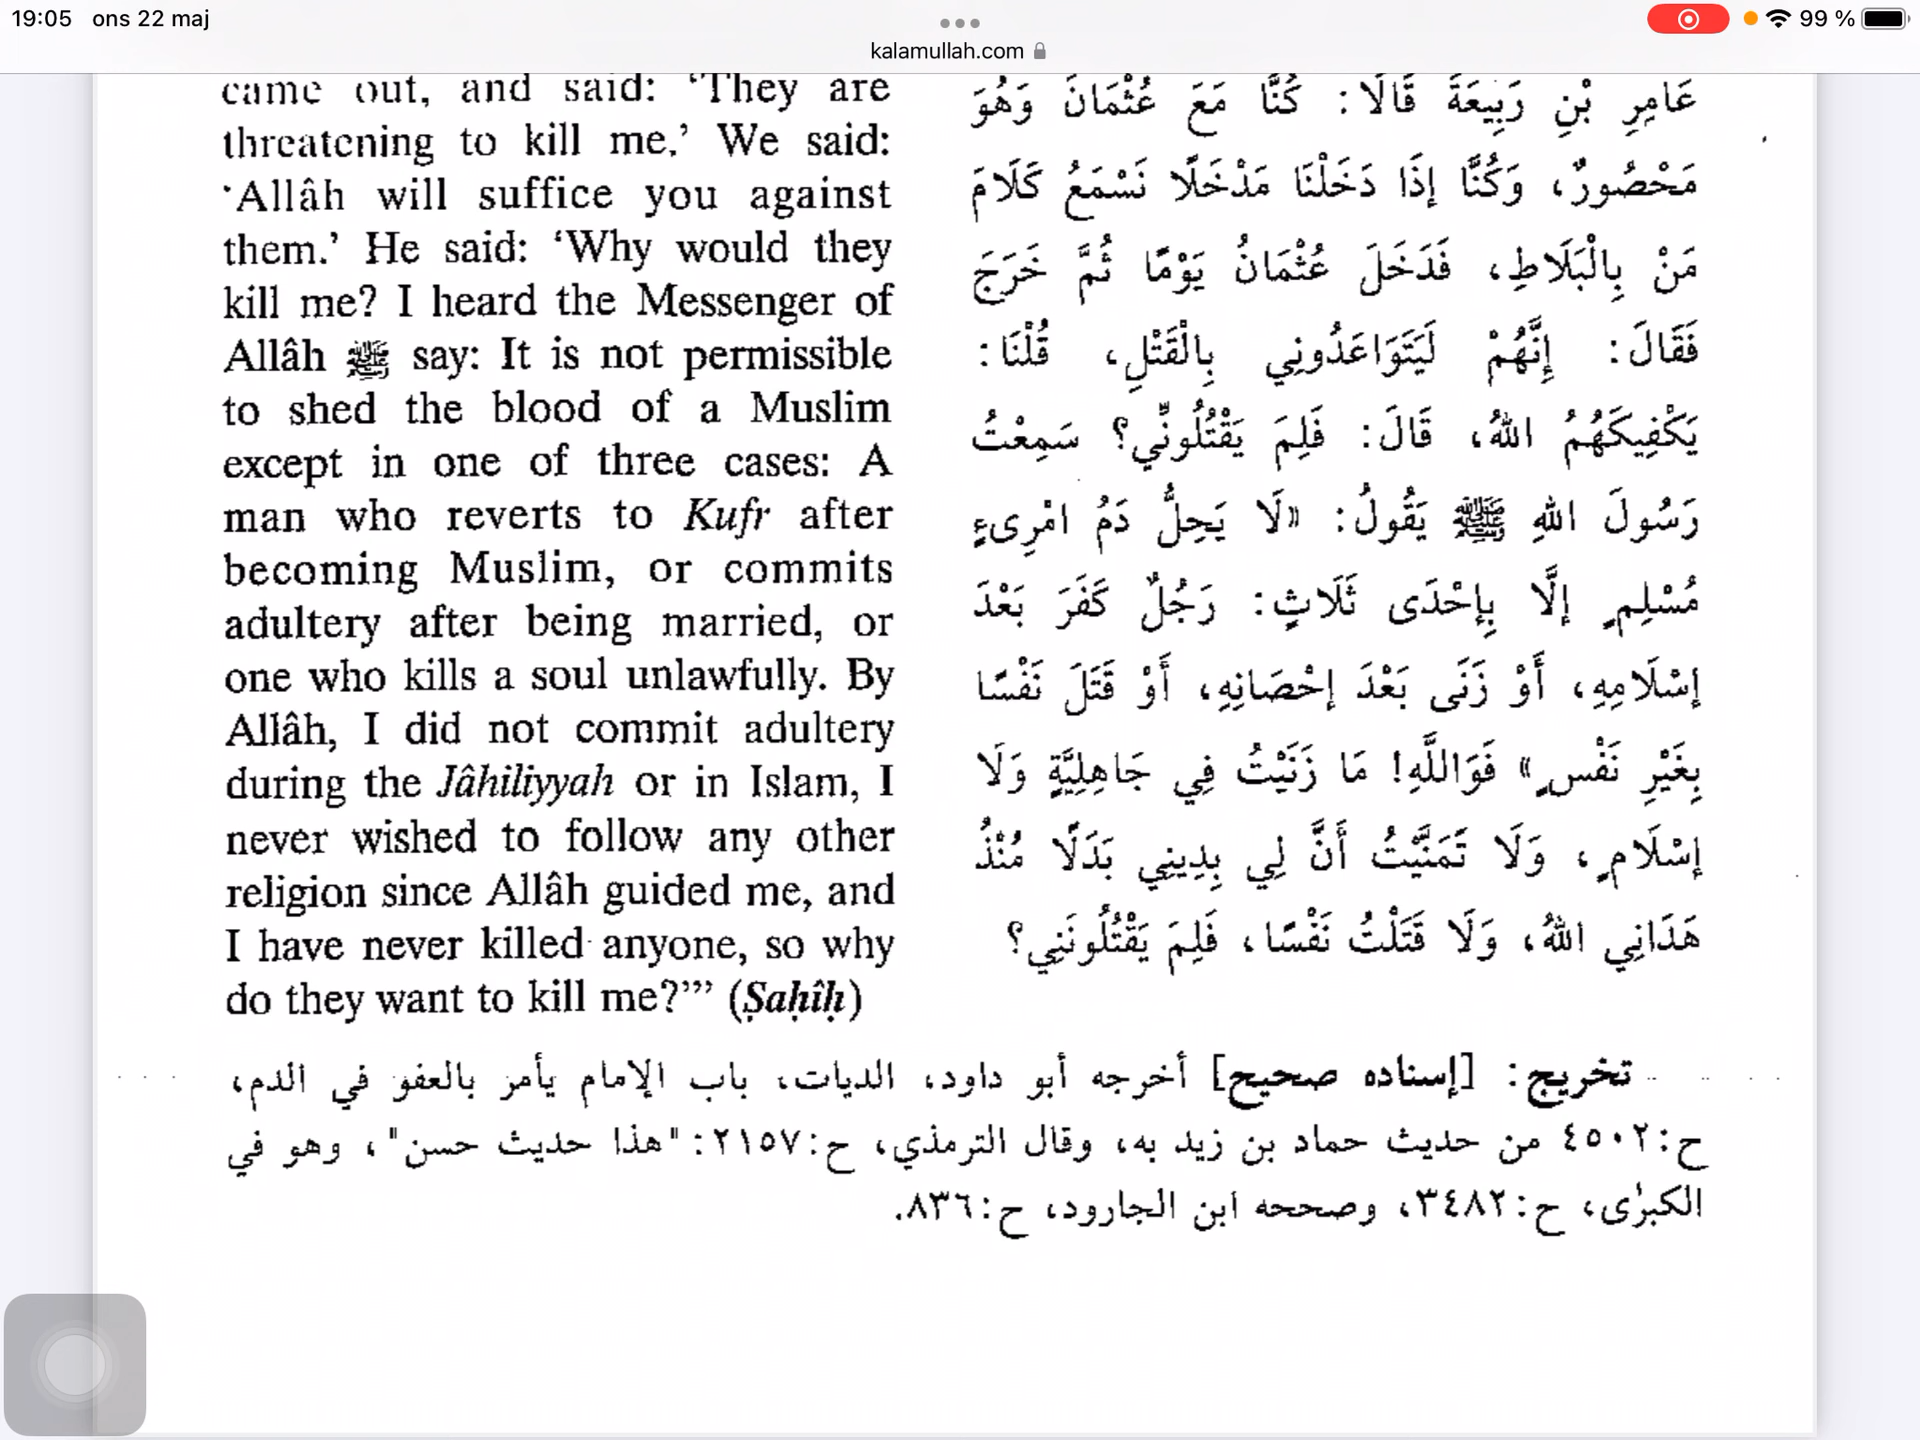 19:05 ons 22 maj
99 %
kalamullah.com
came out, and said: ‘They are
threatening to kill me.’ We said:
‘Allâh will suffice you against
them.’ He said: ‘Why would they
kill me? I heard the Messenger of
Allâh ﷺ say: It is not permissible
to shed the blood of a Muslim
except in one of three cases: A
man who reverts to Kufr after
becoming Muslim, or commits
adultery after being married, or
one who kills a soul unlawfully. By
Allâh, I did not commit adultery
during the Jâhiliyyah or in Islam, I
never wished to follow any other
religion since Allâh guided me, and
I have never killed anyone, so why
do they want to kill me?’” (Ṣaḥîḥ)
عَامِرِ بْنِ رَبِيعَةَ قَالَا: كُنَّا مَعَ عُثْمَانَ وَهُوَ
مَحْصُورٌ، وَكُنَّا إِذَا دَخَلْنَا مَدْخَلًا نَسْمَعُ كَلَامَ
مَنْ بِالْبَلَاطِ، فَدَخَلَ عُثْمَانُ يَوْمًا ثُمَّ خَرَجَ
فَقَالَ: إِنَّهُمْ لَيَتَوَاعَدُونِي بِالْقَتْلِ، قُلْنَا:
يَكْفِيكَهُمُ اللهُ، قَالَ: فَلِمَ يَقْتُلُونِّي؟ سَمِعْتُ
رَسُولَ اللهِ ﷺ يَقُولُ: «لَا يَحِلُّ دَمُ امْرِىءٍ
مُسْلِمٍ إِلَّا بِإِحْدَى ثَلَاثٍ: رَجُلٌ كَفَرَ بَعْدَ
إِسْلَامِهِ، أَوْ زَنَى بَعْدَ إِحْصَانِهِ، أَوْ قَتَلَ نَفْسًا
بِغَيْرِ نَفْسٍ» فَوَاللَّهِ! مَا زَنَيْتُ فِي جَاهِلِيَّةٍ وَلَا
إِسْلَامٍ، وَلَا تَمَنَّيْتُ أَنَّ لِي بِدِينِي بَدَلًا مُنْذُ
هَدَانِي اللهُ، وَلَا قَتَلْتُ نَفْسًا، فَلِمَ يَقْتُلُونَنِي؟
تخريج: [إسناده صحيح] أخرجه أبو داود، الديات، باب الإمام يأمر بالعفو في الدم،
ح:٤٥٠٢ من حديث حماد بن زيد به، وقال الترمذي، ح:٢١٥٧: "هذا حديث حسن"، وهو في
الكبرٰى، ح:٣٤٨٢، وصححه ابن الجارود، ح:٨٣٦.